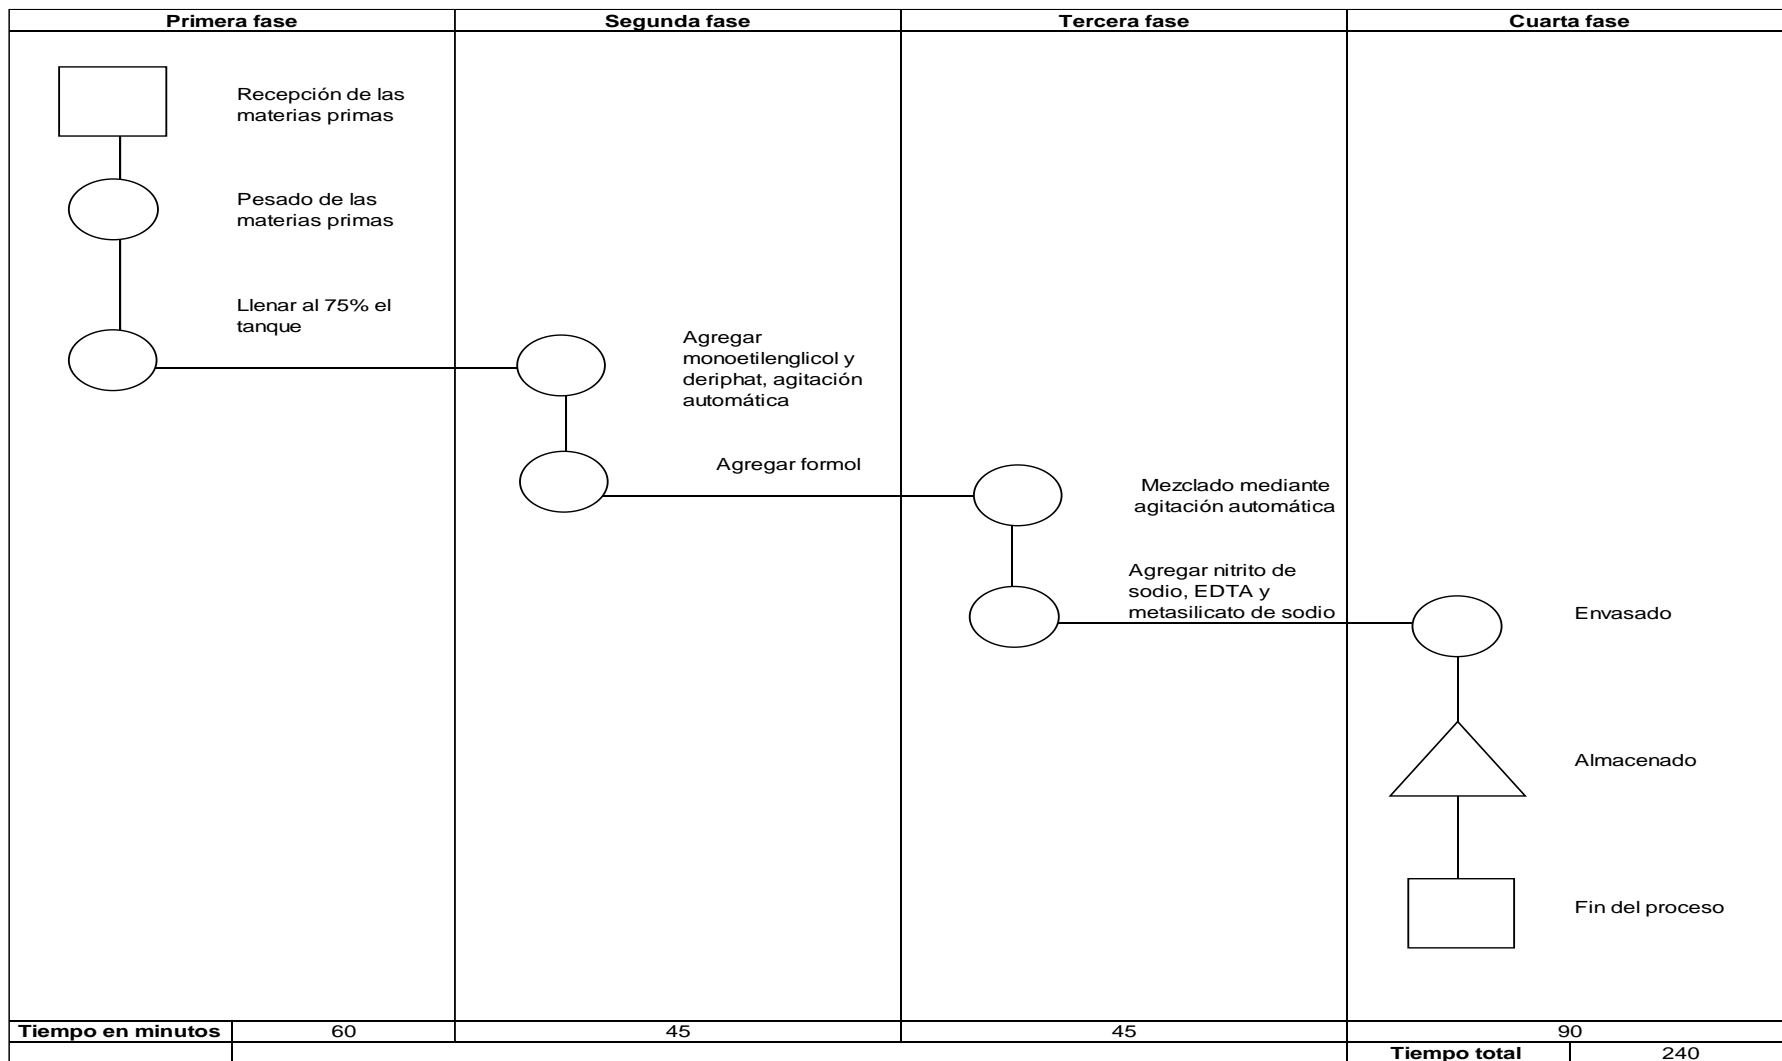 Primera fase
Segunda fase
Tercera fase
Cuarta fase
Recepción de las
materias primas
Pesado de las
materias primas
Llenar al 75% el
tanque
Agregar
monoetilenglicol y
deriphat, agitación
automática
Agregar formol
Mezclado mediante
agitación automática
Agregar nitrito de
sodio, EDTA y
metasilicato de sodio
Envasado
Almacenado
Fin del proceso
Tiempo en minutos
60
45
45
90
Tiempo total
240